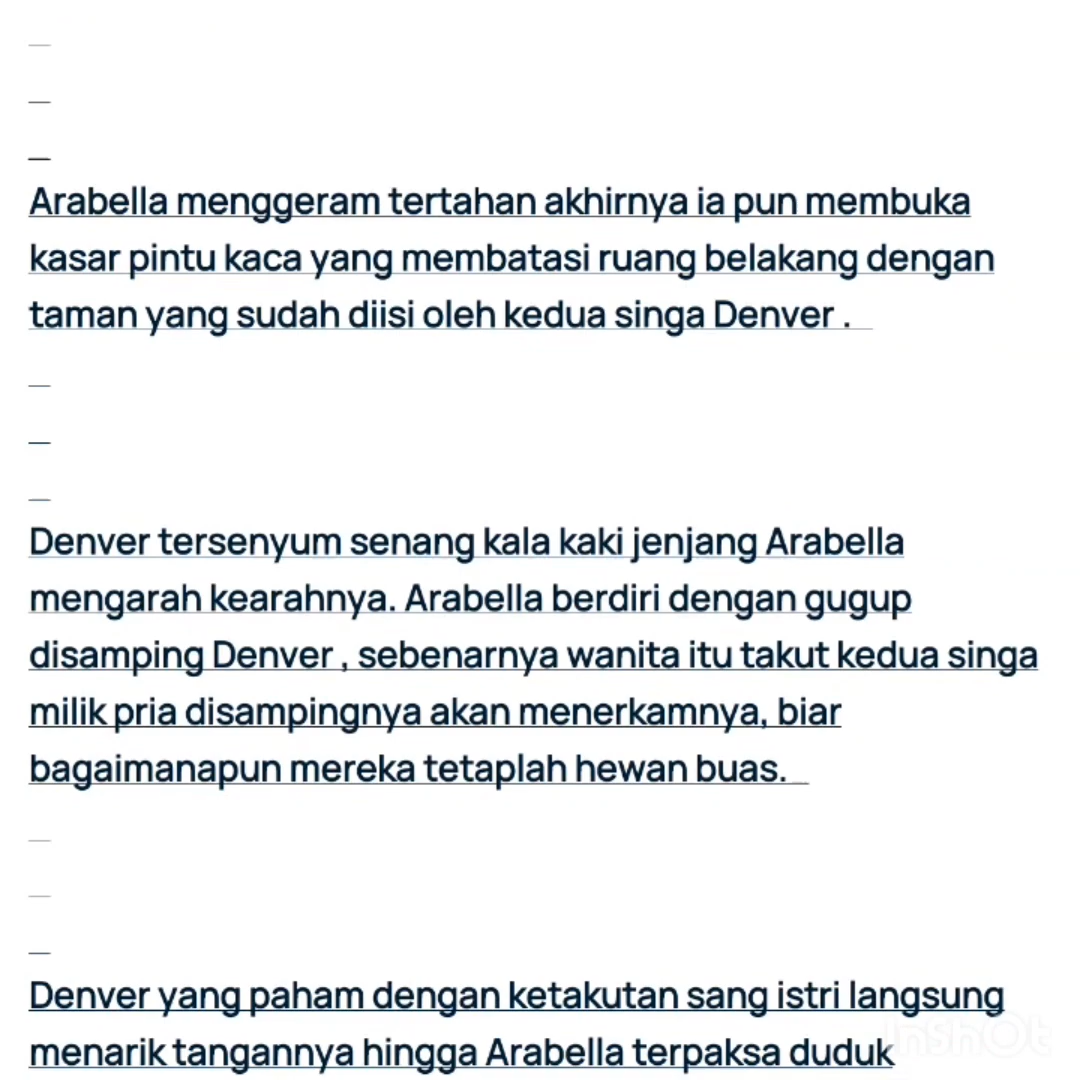 Arabella menggeram tertahan akhirnya ia pun membuka
kasar pintu kaca yang membatasi ruang belakang dengan
taman yang sudah diisi oleh kedua singa Denver .
Denver tersenyum senang kala kaki jenjang Arabella
mengarah kearahnya. Arabella berdiri dengan gugup
disamping Denver , sebenarnya wanita itu takut kedua singa
milik pria disampingnya akan menerkamnya, biar
bagaimanapun mereka tetaplah hewan buas.
Denver yang paham dengan ketakutan sang istri langsung
menarik tangannya hingga Arabella terpaksa duduk
InshOt